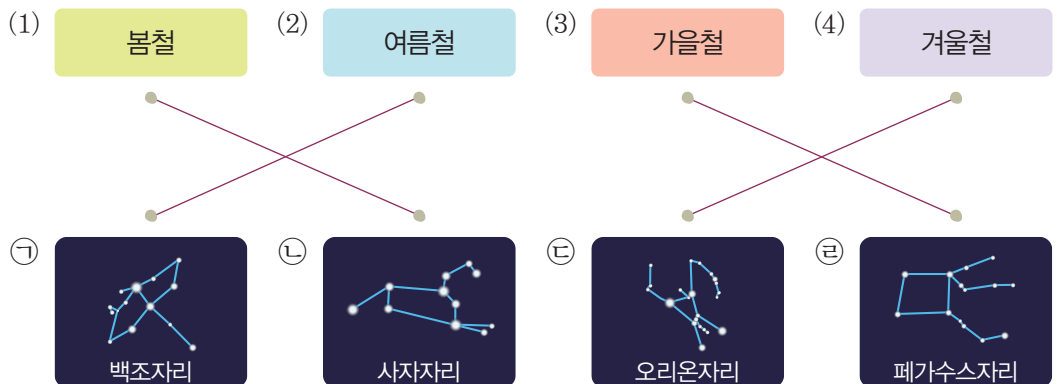 (1) 봄철 (2) 여름철 (3) 가을철 (4) 겨울철
㉠ ㉡ ㉢ ㉣
백조자리 사자자리 오리온자리 페가수스자리